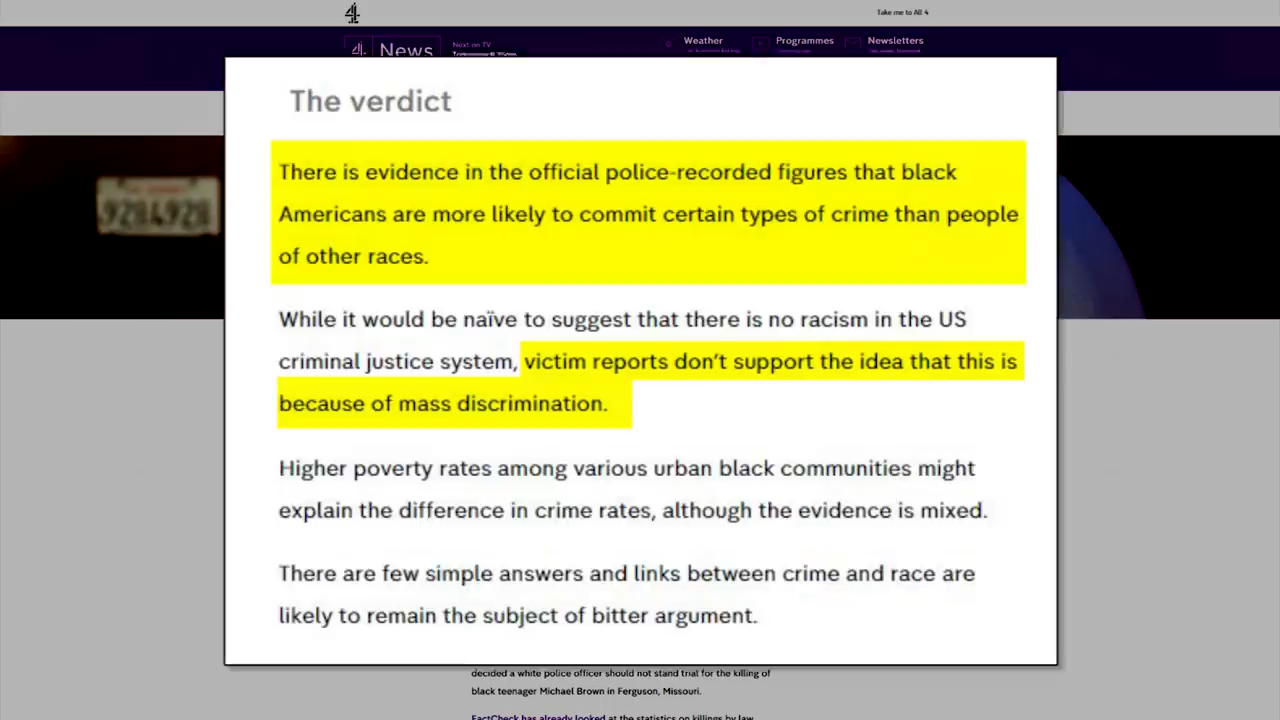 Take me to All 4
4 News
Next on TV
Weather
Programmes
Newsletters
The verdict
9284928
There is evidence in the official police-recorded figures that black
Americans are more likely to commit certain types of crime than people
of other races.
While it would be naïve to suggest that there is no racism in the US
criminal justice system, victim reports don't support the idea that this is
because of mass discrimination.
Higher poverty rates among various urban black communities might
explain the difference in crime rates, although the evidence is mixed.
There are few simple answers and links between crime and race are
likely to remain the subject of bitter argument.
decided a white police officer should not stand trial for the killing of
black teenager Michael Brown in Ferguson, Missouri.
FactCheck has already looked at the statistics on killings by law